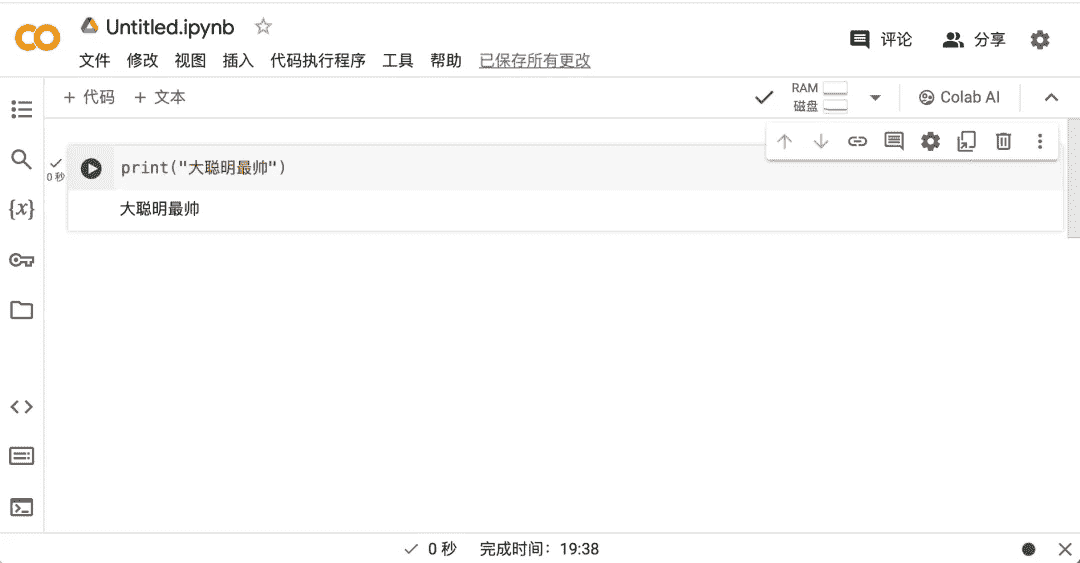 Untitled.ipynb
文件 修改 视图 插入 代码执行程序 工具 帮助 已保存所有更改
评论 分享
+ 代码 + 文本
RAM
磁盘
Colab AI
{x}
0 秒
print("大聪明最帅")
大聪明最帅
0 秒 完成时间：19:38